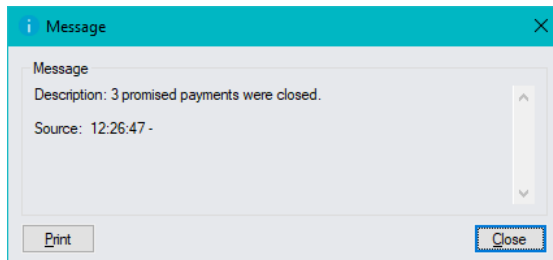 Message
Message
Description: 3 promised payments were closed.
Source: 12:26:47 -
Print
Close